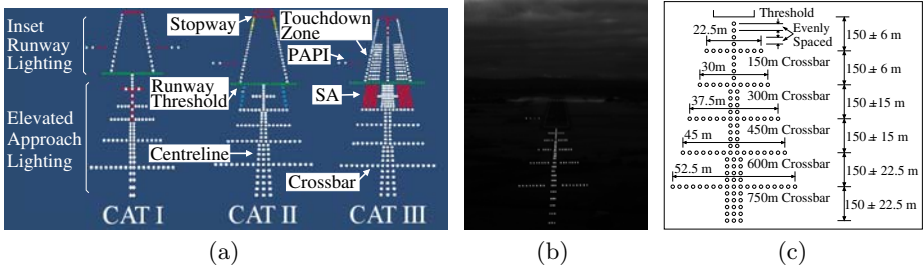 Inset
Runway
Lighting
Elevated
Approach
Lighting
Stopway
Touchdown
Zone
PAPI
Runway
Threshold
SA
Centreline
Crossbar
CAT I
CAT II
CAT III
(a)
(b)
Threshold
Evenly
Spaced
22.5m
150 ± 6 m
150m Crossbar
30m
150 ± 6 m
300m Crossbar
37.5m
150 ±15 m
450m Crossbar
45 m
150 ± 15 m
600m Crossbar
52.5 m
150 ± 22.5 m
750m Crossbar
150 ± 22.5 m
(c)